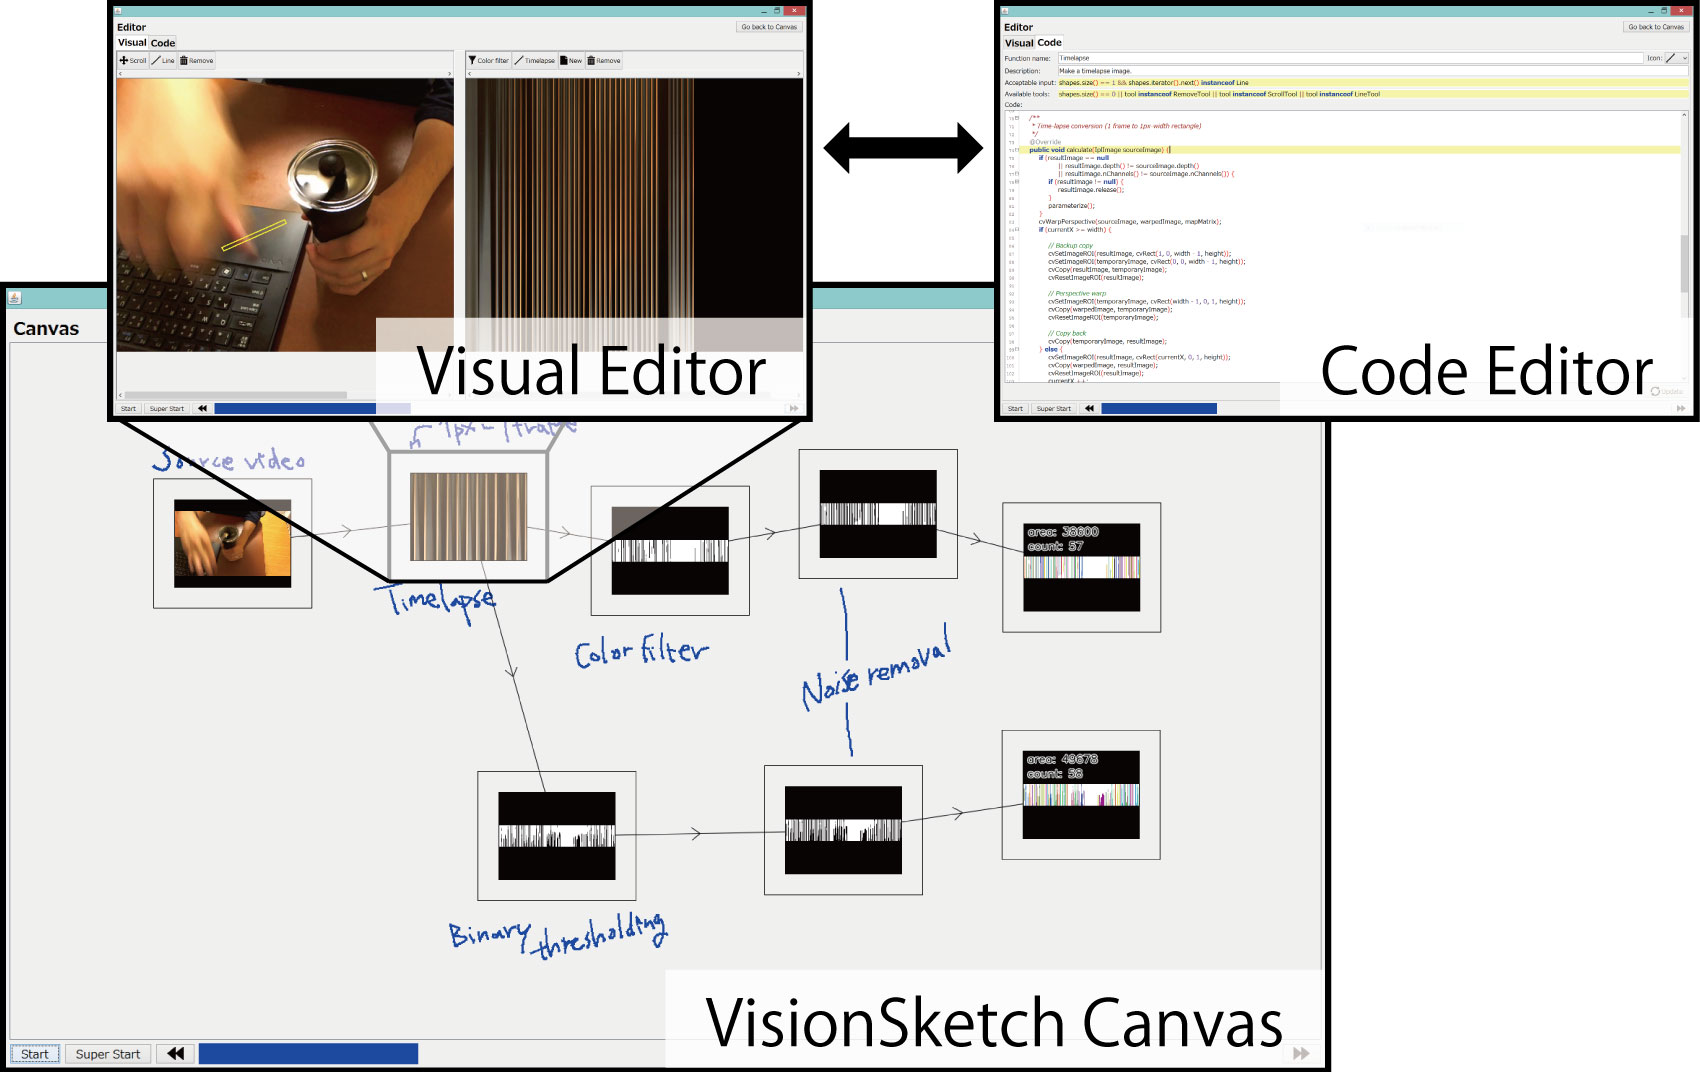 Editor
Go back to Canvas
Visual Code
Scroll Line Remove
Color filter Timelapse New Remove
Visual Editor
Start Super Start
Editor
Go back to Canvas
Visual Code
Function name: Timelapse Icon:
Description: Make a timelapse image.
Acceptable input: shapes.size() == 1 && shapes.iterator().next() instanceof Line
Available tools: shapes.size() == 0 || tool instanceof RemoveTool || tool instanceof ScrollTool || tool instanceof LineTool
Code:
/**
* Time-lapse conversion (1 frame to 1px-width rectangle)
*/
@Override
public void calculate(IplImage sourceImage) {
if (resultImage == null
|| resultImage.depth() != sourceImage.depth()
|| resultImage.nChannels() != sourceImage.nChannels()) {
if (resultImage != null) {
resultImage.release();
}
parameterize();
}
cvWarpPerspective(sourceImage, warpedImage, mapMatrix);
if (currentX >= width) {
// Backup copy
cvSetImageROI(resultImage, cvRect(1, 0, width - 1, height));
cvSetImageROI(temporaryImage, cvRect(0, 0, width - 1, height));
cvCopy(resultImage, temporaryImage);
cvResetImageROI(resultImage);
// Perspective warp
cvSetImageROI(temporaryImage, cvRect(width - 1, 0, 1, height));
cvCopy(warpedImage, temporaryImage);
cvResetImageROI(temporaryImage);
// Copy back
cvCopy(temporaryImage, resultImage);
} else {
cvSetImageROI(resultImage, cvRect(currentX, 0, 1, height));
cvCopy(warpedImage, resultImage);
cvResetImageROI(resultImage);
currentX ++;
Update
Code Editor
Start Super Start
Canvas
1px = 1 frame
Source video
Timelapse
Color filter
Noise removal
area: 38600
count: 57
area: 49678
count: 58
Binary thresholding
VisionSketch Canvas
Start Super Start